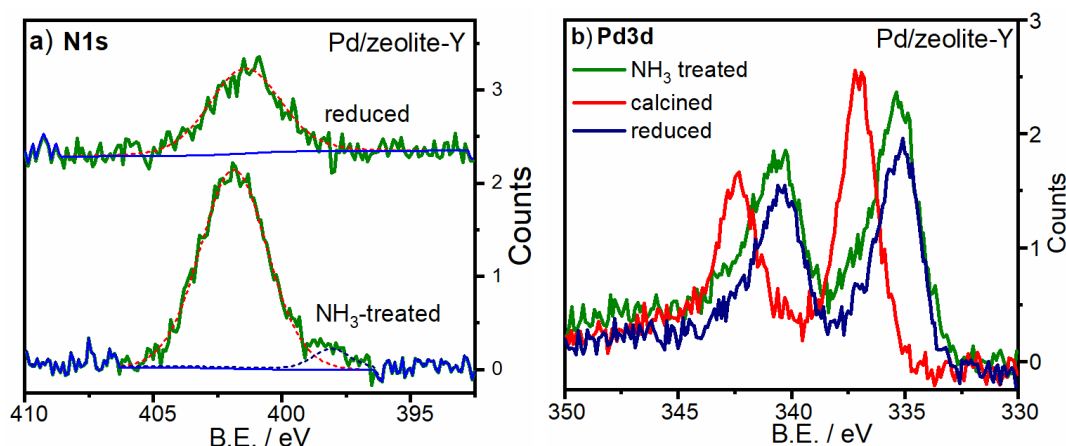 a) N1s
Pd/zeolite-Y
reduced
NH₃-treated
3
2
1
0
Counts
410
405
400
395
B.E. / eV
b) Pd3d
Pd/zeolite-Y
NH₃ treated
calcined
reduced
3
2
1
0
Counts
350
345
340
335
330
B.E. / eV